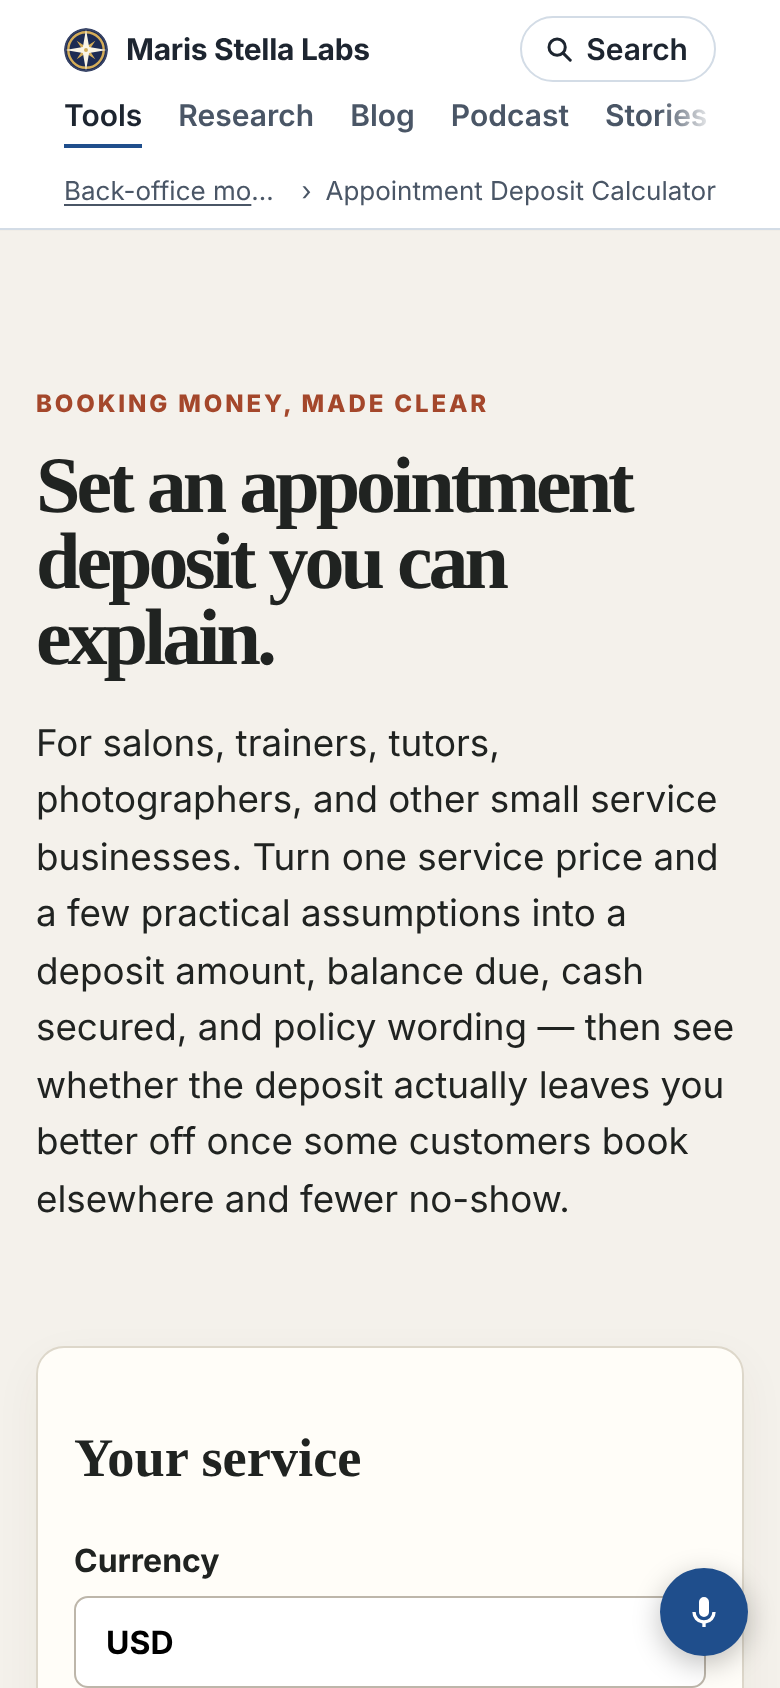 Maris Stella Labs
Search
Tools Research Blog Podcast Stories
Back-office mo... › Appointment Deposit Calculator
BOOKING MONEY, MADE CLEAR
Set an appointment
deposit you can
explain.
For salons, trainers, tutors,
photographers, and other small service
businesses. Turn one service price and
a few practical assumptions into a
deposit amount, balance due, cash
secured, and policy wording — then see
whether the deposit actually leaves you
better off once some customers book
elsewhere and fewer no-show.
Your service
Currency
USD